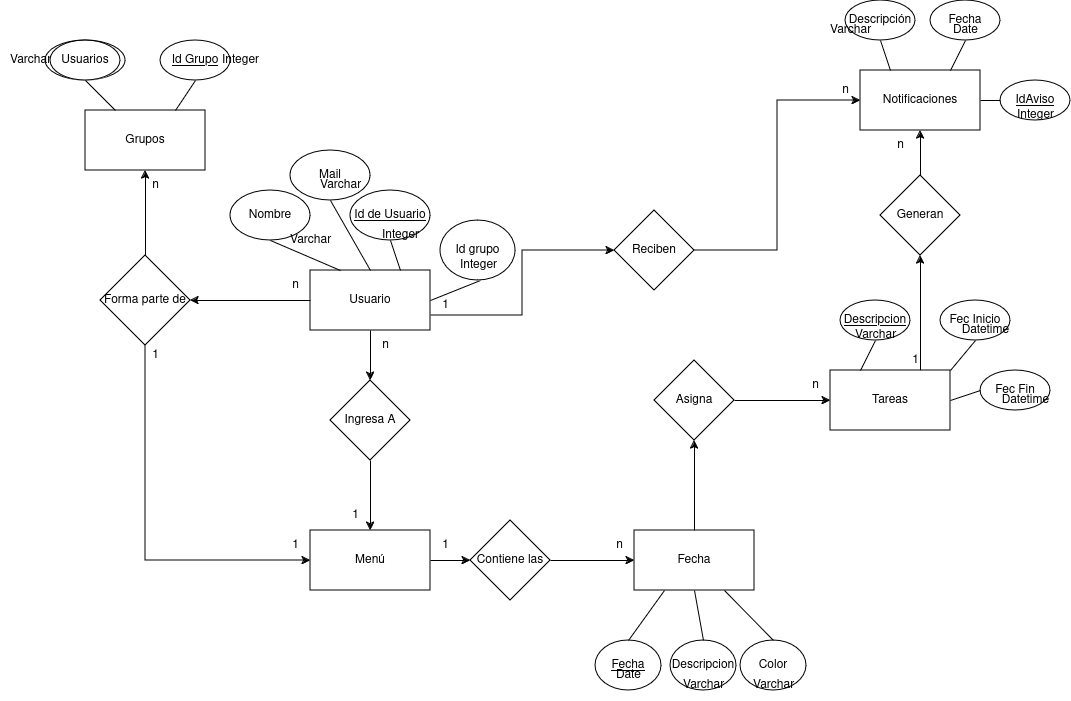 Descripción
Varchar
Fecha
Date
Varchar
Usuarios
Id Grupo
Integer
n
Notificaciones
IdAviso
Integer
Grupos
n
n
Mail
Varchar
Nombre
Varchar
Id de Usuario
Integer
Id grupo
Integer
Generan
Reciben
n
Forma parte de
Usuario
1
Descripcion
Varchar
Fec Inicio
Datetime
1
n
1
n
Asigna
Tareas
Fec Fin
Datetime
Ingresa A
1
1
1
n
Menú
Contiene las
Fecha
Fecha
Date
Descripcion
Varchar
Color
Varchar